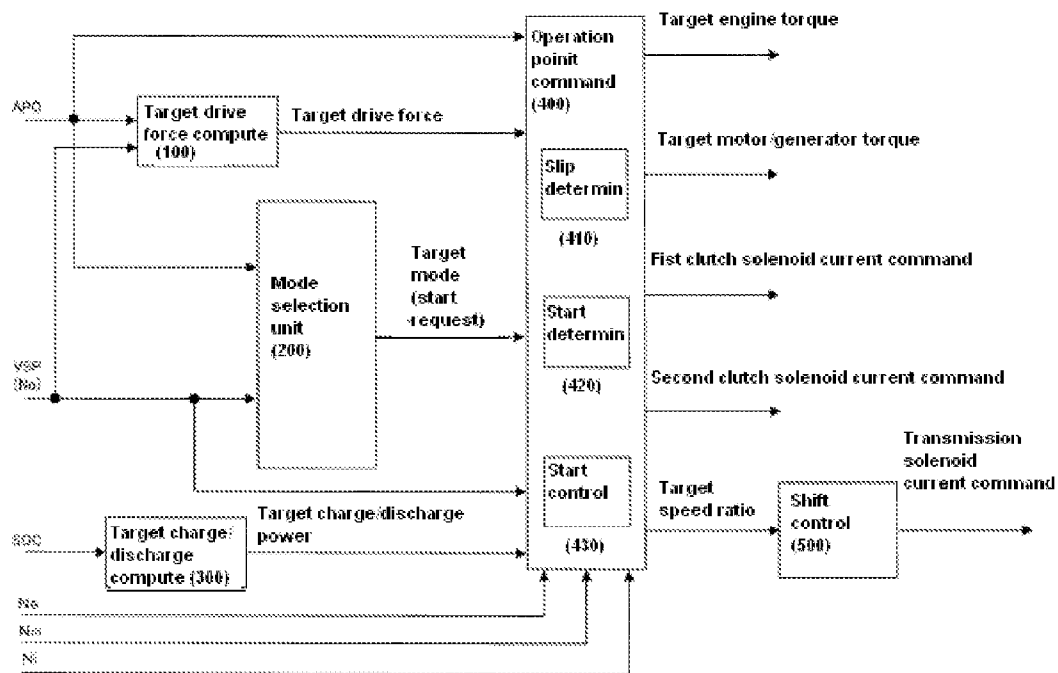 Target engine torque
Operation
poinit
command
(400)
APO
Target drive
force compute
(100)
Target drive force
Target motor/generator torque
Slip
determin
(410)
Target
mode
(start
-request)
Fist clutch solenoid current command
Mode
selection
unit
(200)
Start
determin
(420)
VSP
(No)
Second clutch solenoid current command
Start
control
(430)
Transmission
solenoid
current command
Target
speed ratio
Shift
control
(500)
Target charge/discharge
power
SOC
Target charge/
discharge
compute (300)
Ni